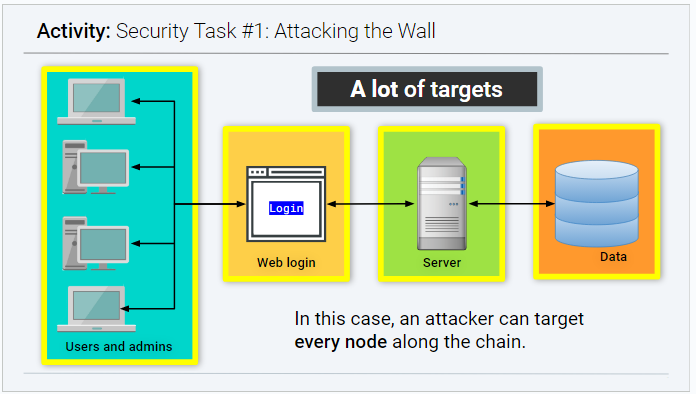 Activity: Security Task #1: Attacking the Wall
A lot of targets
Login
Web login
Server
Data
Users and admins
In this case, an attacker can target
every node along the chain.